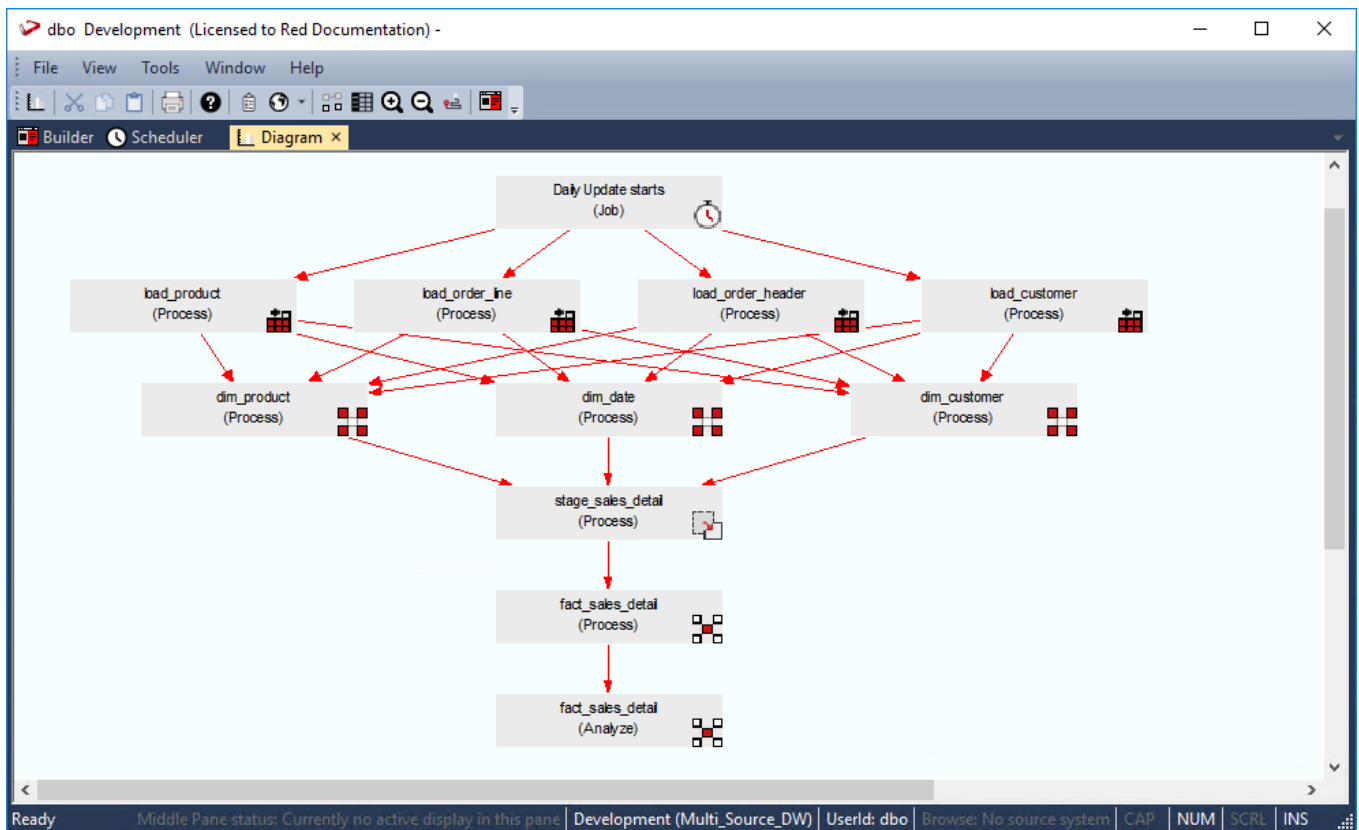 dbo Development (Licensed to Red Documentation) -
File View Tools Window Help
Builder Scheduler Diagram
Daily Update starts
(Job)
load_product load_order_line load_order_header load_customer
(Process) (Process) (Process) (Process)
dim_product dim_date dim_customer
(Process) (Process) (Process)
stage_sales_detail
(Process)
fact_sales_detail
(Process)
fact_sales_detail
(Analyze)
Ready Middle Pane status: Currently no active display in this pane Development (Multi_Source_DW) UserId: dbo Browse: No source system CAP NUM SCRL INS